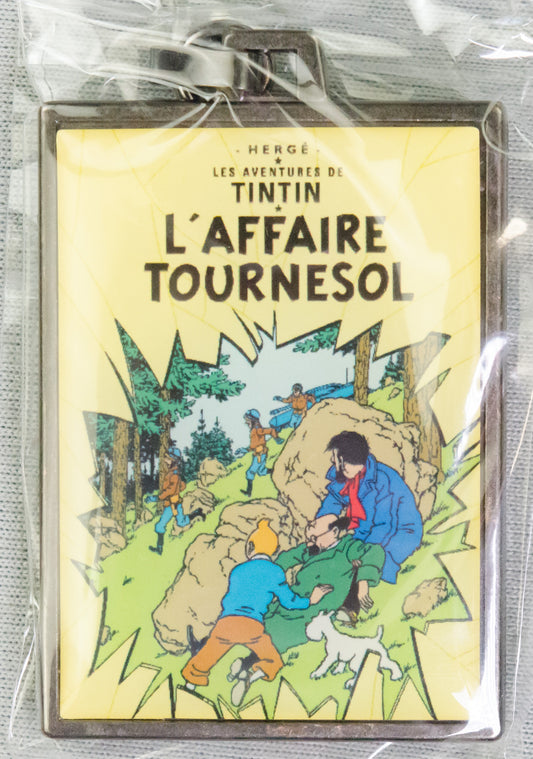 · HERGÉ ·
LES AVENTURES DE
TINTIN
L'AFFAIRE
TOURNESOL